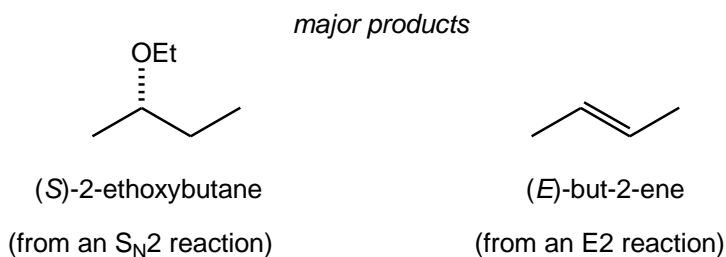 major products
OEt
(S)-2-ethoxybutane
(E)-but-2-ene
(from an SN2 reaction)
(from an E2 reaction)